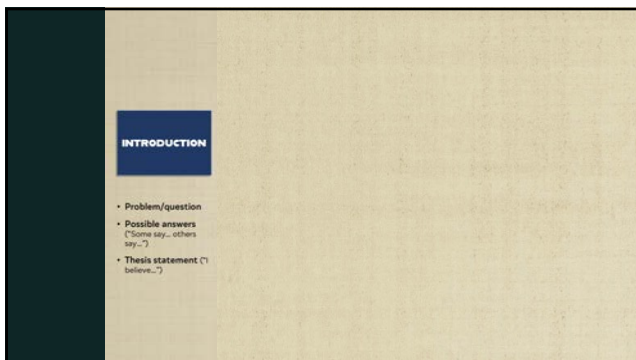 INTRODUCTION
• Problem/question
• Possible answers
("Some say... others
say...")
• Thesis statement ("I
believe...")